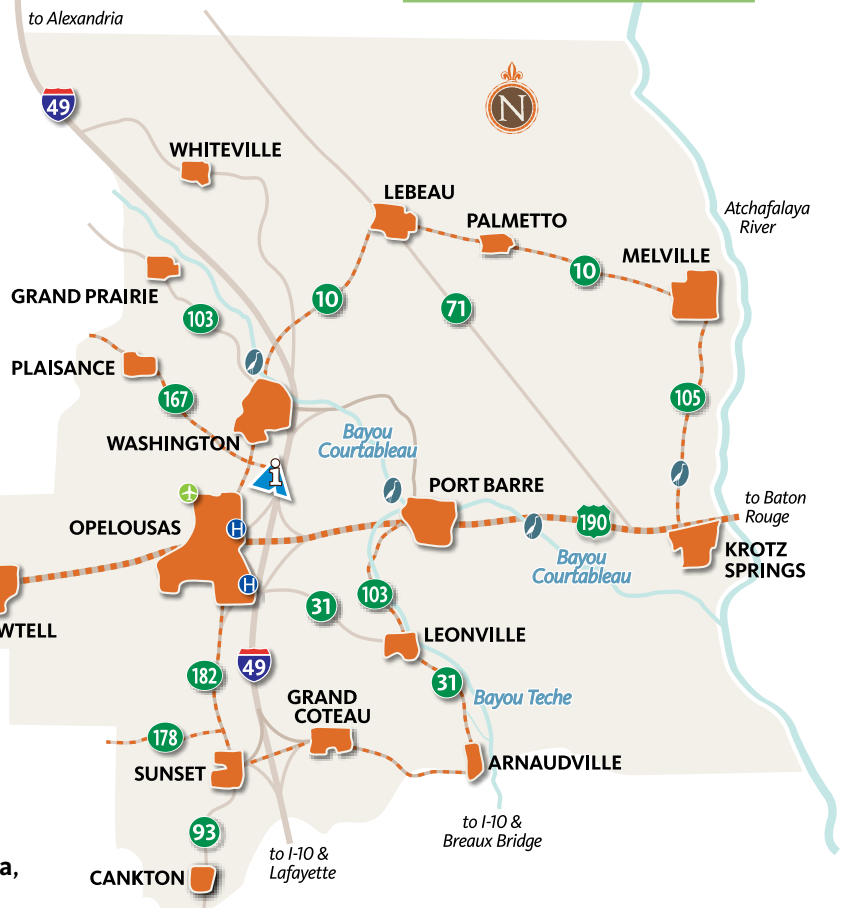 to Alexandria
49
N
WHITEVILLE
LEBEAU
PALMETTO
Atchafalaya
River
MELVILLE
10
GRAND PRAIRIE
10
103
71
PLAISANCE
167
105
WASHINGTON
Bayou
Courtableau
i
PORT BARRE
to Baton
Rouge
OPELOUSAS
H
190
KROTZ
SPRINGS
Bayou
Courtableau
H
103
31
WTELL
LEONVILLE
49
182
31
GRAND
COTEAU
Bayou Teche
178
SUNSET
ARNAUDVILLE
93
to I-10 &
Breaux Bridge
to I-10 &
Lafayette
a,
CANKTON